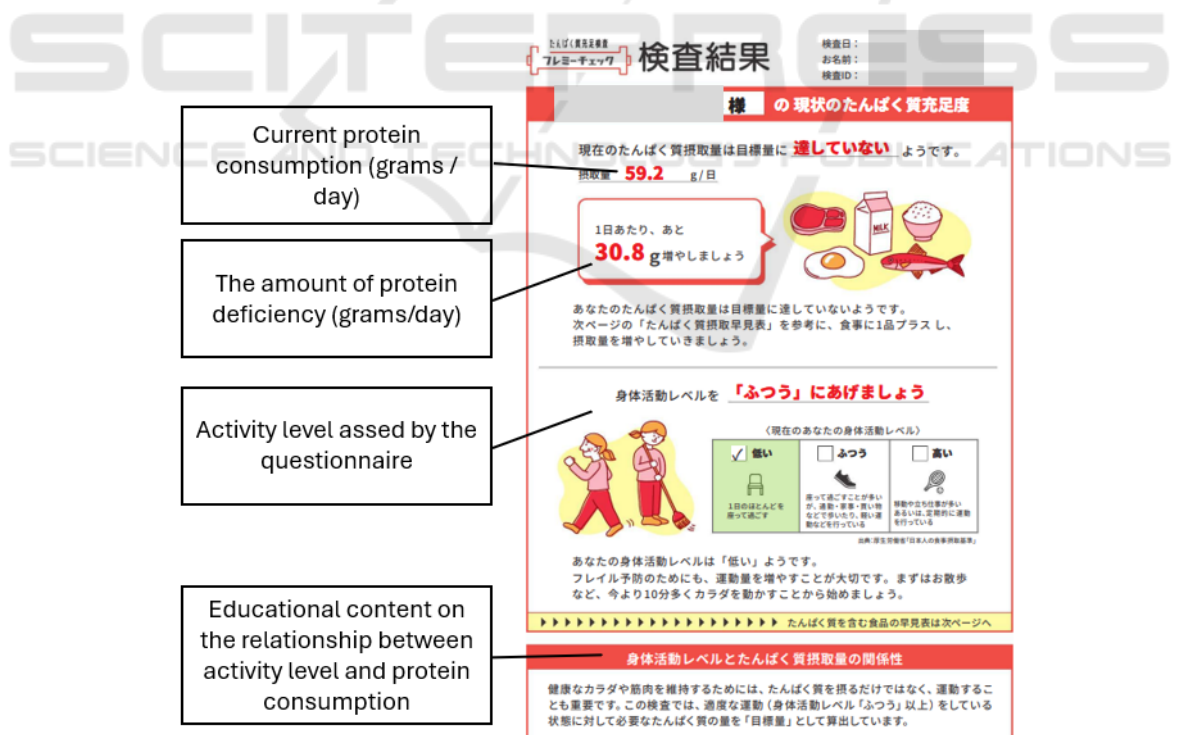 SCITEPRESS
SCIENCE AND TECHNOLOGY PUBLICATIONS
たんぱく質充足検査
フレミーチェック
検査結果
検査日：
お名前：
検査ID：
様 の 現状のたんぱく質充足度
Current protein
consumption (grams /
day)
現在のたんぱく質摂取量は目標量に 達していない ようです。
摂取量 59.2 g/日
The amount of protein
deficiency (grams/day)
1日あたり、あと
30.8 g増やしましょう
MILK
あなたのたんぱく質摂取量は目標量に達していないようです。
次ページの「たんぱく質摂取早見表」を参考に、食事に1品プラス し、
摂取量を増やしていきましょう。
Activity level assed by the
questionnaire
身体活動レベルを 「ふつう」にあげましょう
〈現在のあなたの身体活動レベル〉
✓ 低い
1日のほとんどを
座って過ごす
ふつう
座って過ごすことが多い
が、通勤・家事・買い物
などで歩いたり、軽い運
動などを行っている
高い
移動や立ち仕事が多い
あるいは、定期的に運動
を行っている
出典：厚生労働省「日本人の食事摂取基準」
あなたの身体活動レベルは「低い」ようです。
フレイル予防のためにも、運動量を増やすことが大切です。まずはお散歩
など、今より10分多くカラダを動かすことから始めましょう。
たんぱく質を含む食品の早見表は次ページへ
Educational content on
the relationship between
activity level and protein
consumption
身体活動レベルとたんぱく質摂取量の関係性
健康なカラダや筋肉を維持するためには、たんぱく質を摂るだけではなく、運動するこ
とも重要です。この検査では、適度な運動（身体活動レベル「ふつう」以上）をしている
状態に対して必要なたんぱく質の量を「目標量」として算出しています。